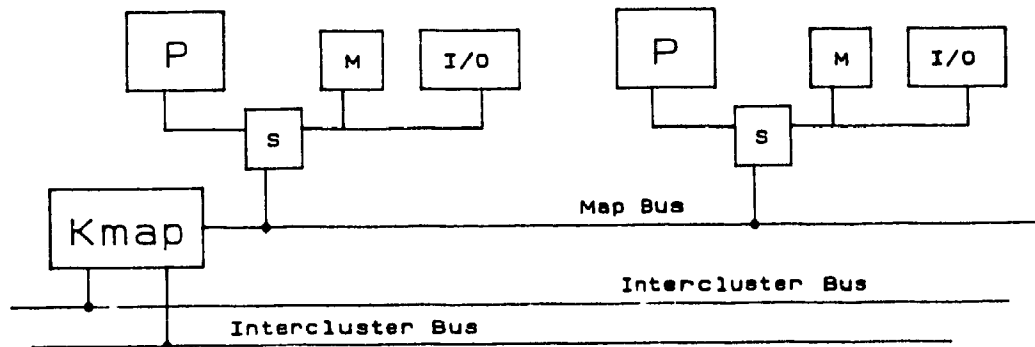 P M I/O P M I/O
S S
Map Bus
Kmap
Intercluster Bus
Intercluster Bus